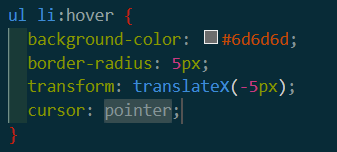 ul li:hover {
background-color: #6d6d6d;
border-radius: 5px;
transform: translateX(-5px);
cursor: pointer;
}